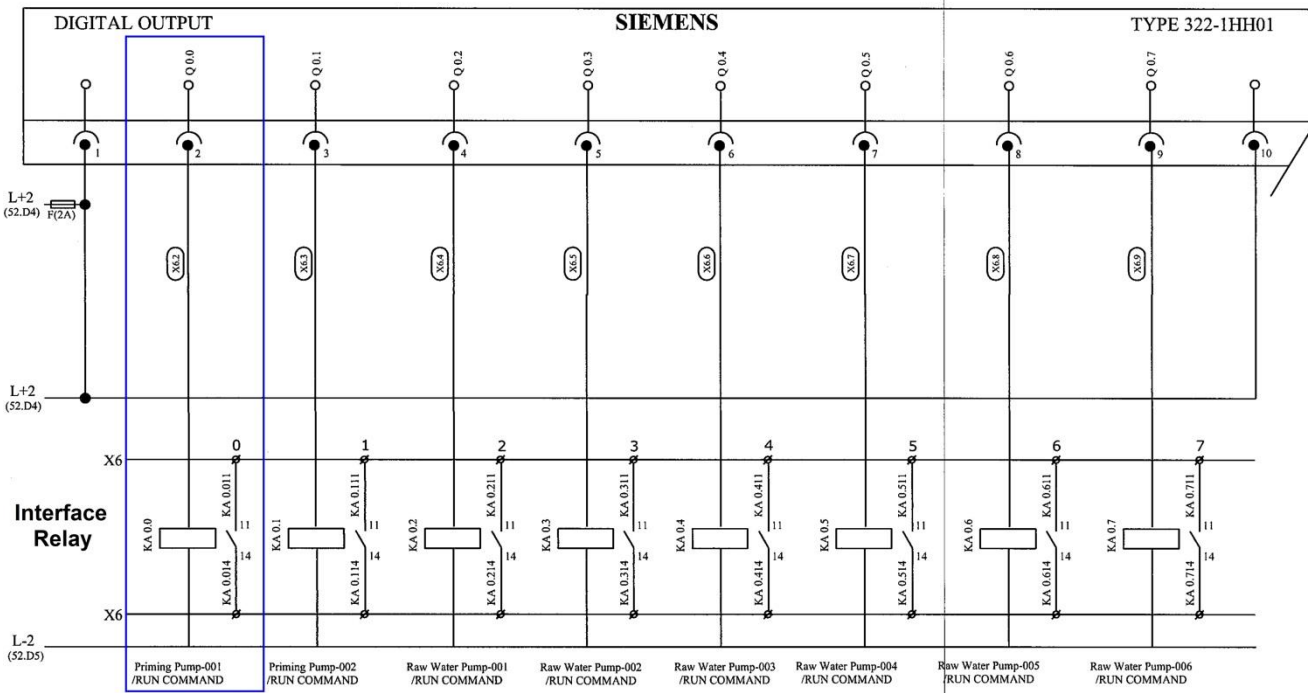 DIGITAL OUTPUT
SIEMENS
TYPE 322-1HH01
Q 0.0
Q 0.1
Q 0.2
Q 0.3
Q 0.4
Q 0.5
Q 0.6
Q 0.7
1
2
3
4
5
6
7
8
9
10
L+2
(52.D4)
F(2A)
X6.2
X6.3
X6.4
X6.5
X6.6
X6.7
X6.8
X6.9
L+2
(52.D4)
X6
0
1
2
3
4
5
6
7
Interface
Relay
KA 0.0
KA 0.011
11
14
KA 0.014
KA 0.1
KA 0.111
11
14
KA 0.114
KA 0.2
KA 0.211
11
14
KA 0.214
KA 0.3
KA 0.311
11
14
KA 0.314
KA 0.4
KA 0.411
11
14
KA 0.414
KA 0.5
KA 0.511
11
14
KA 0.514
KA 0.6
KA 0.611
11
14
KA 0.614
KA 0.7
KA 0.711
11
14
KA 0.714
X6
L-2
(52.D5)
Priming Pump-001
/RUN COMMAND
Priming Pump-002
/RUN COMMAND
Raw Water Pump-001
/RUN COMMAND
Raw Water Pump-002
/RUN COMMAND
Raw Water Pump-003
/RUN COMMAND
Raw Water Pump-004
/RUN COMMAND
Raw Water Pump-005
/RUN COMMAND
Raw Water Pump-006
/RUN COMMAND